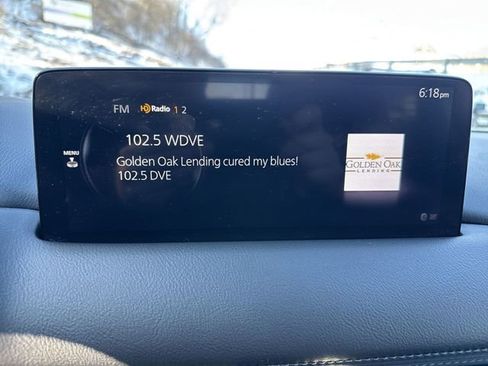 6:18pm
FM HD Radio 1 2
102.5 WDVE
MENU
Golden Oak Lending cured my blues!
102.5 DVE
GOLDEN OAK
LENDING